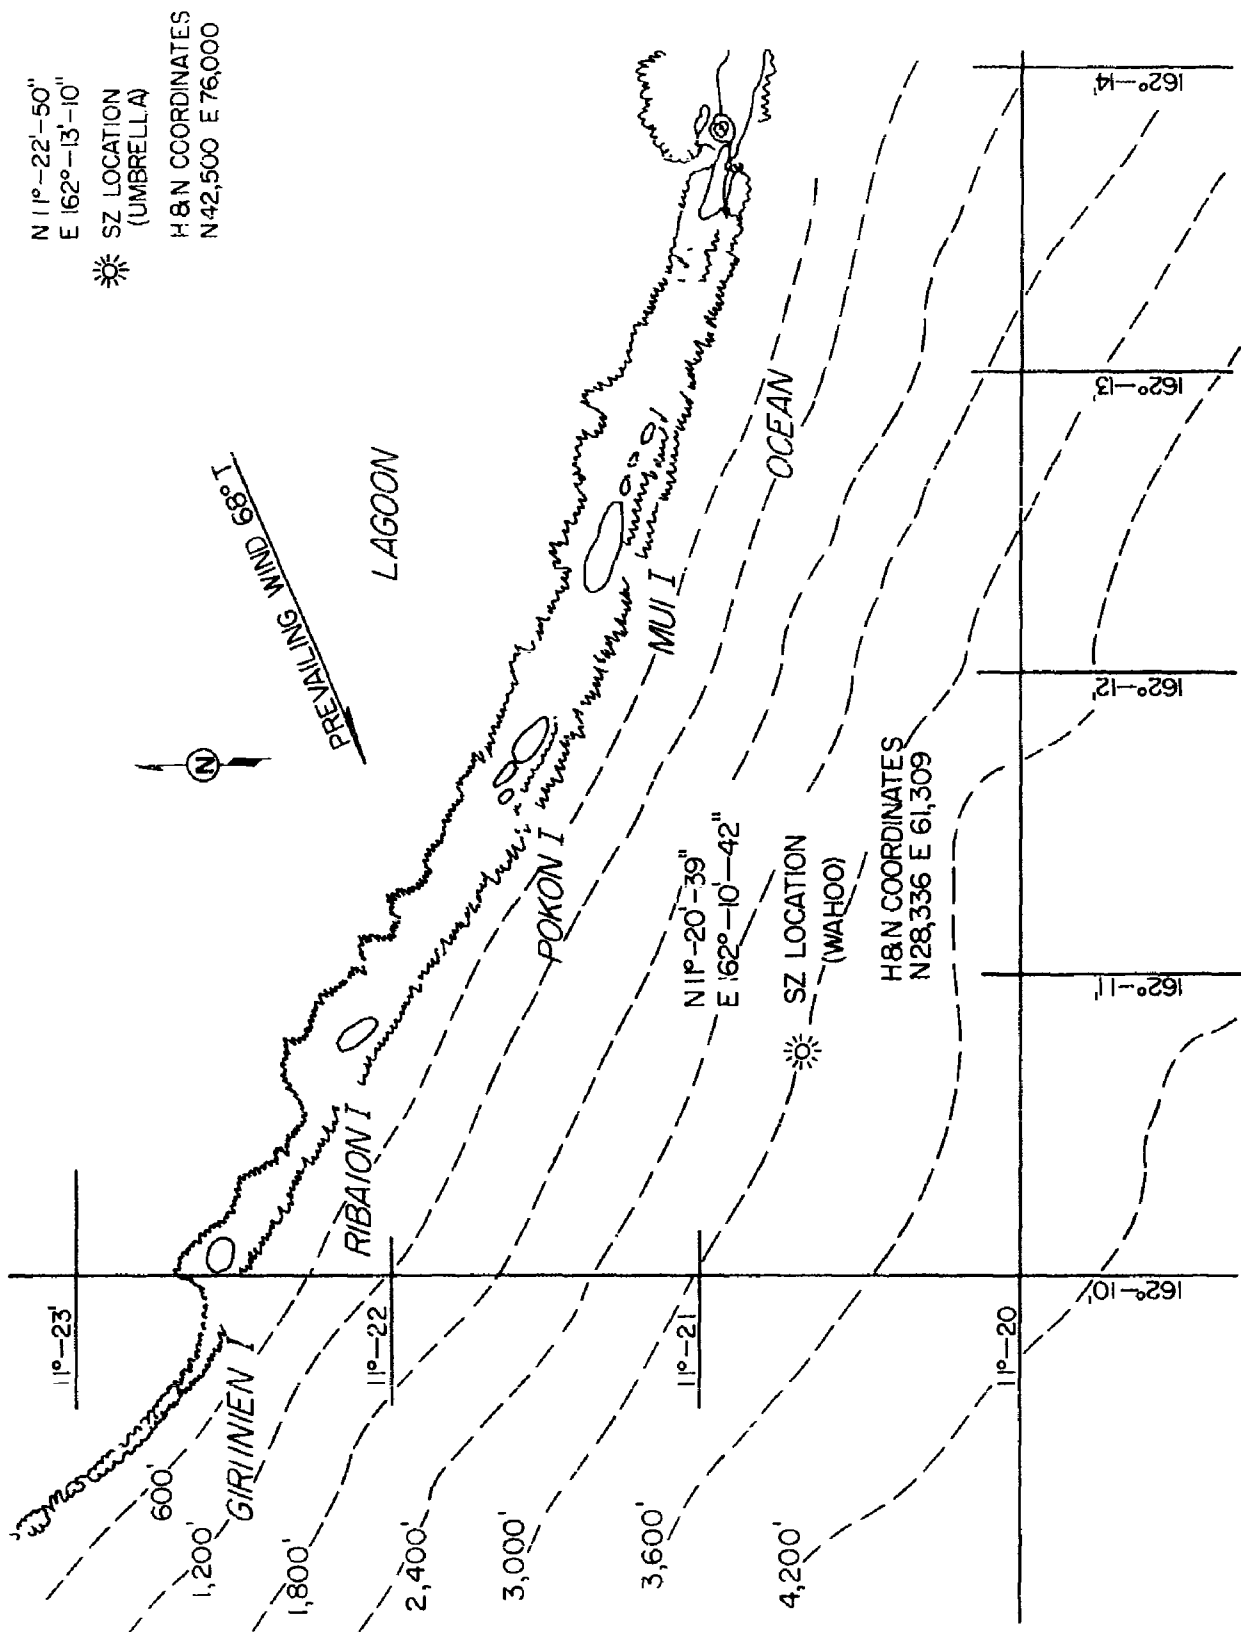 N 11°-22'-50"
E 162°-13'-10"
SZ LOCATION
(UMBRELLA)
H&N COORDINATES
N42,500 E 76,000
PREVAILING WIND 68° T
N
LAGOON
11°-23'
11°-22
11°-21
11°-20
GIRIINIEN I
RIBAION I
POKON I
MUI I
OCEAN
600'
1,200'
1,800'
2,400'
3,000'
3,600'
4,200'
N 11°-20'-39"
E 162°-10'-42"
SZ LOCATION
(WAHOO)
H&N COORDINATES
N28,336 E 61,309
162°-10'
162°-11'
162°-12'
162°-13'
162°-14'